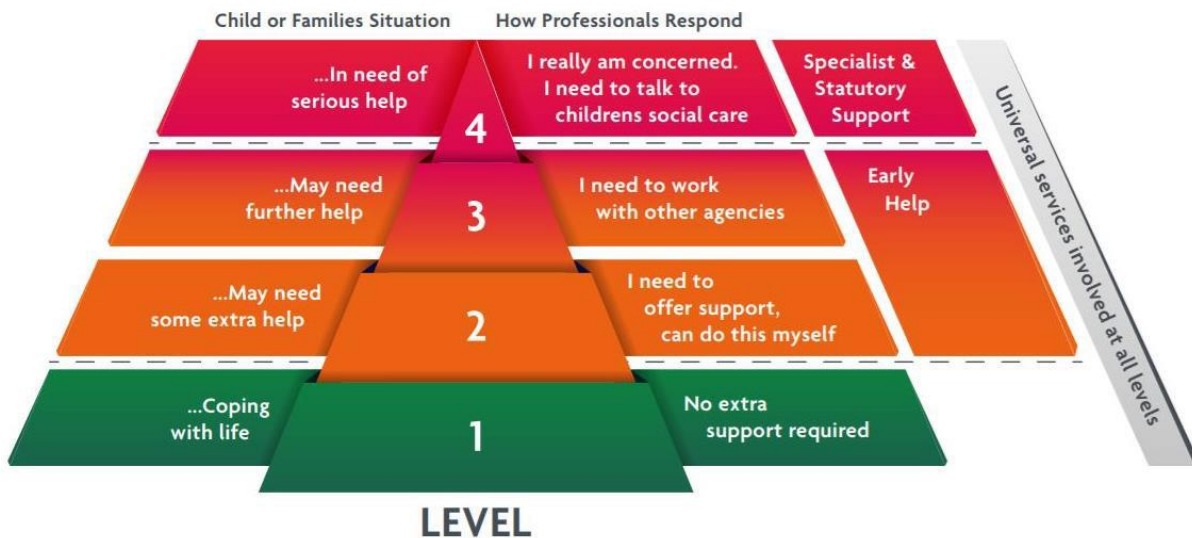 Child or Families Situation
How Professionals Respond
...In need of
serious help
4
I really am concerned.
I need to talk to
childrens social care
Specialist &
Statutory
Support
...May need
further help
3
I need to work
with other agencies
Early
Help
...May need
some extra help
2
I need to
offer support,
can do this myself
...Coping
with life
1
No extra
support required
Universal services involved at all levels
LEVEL